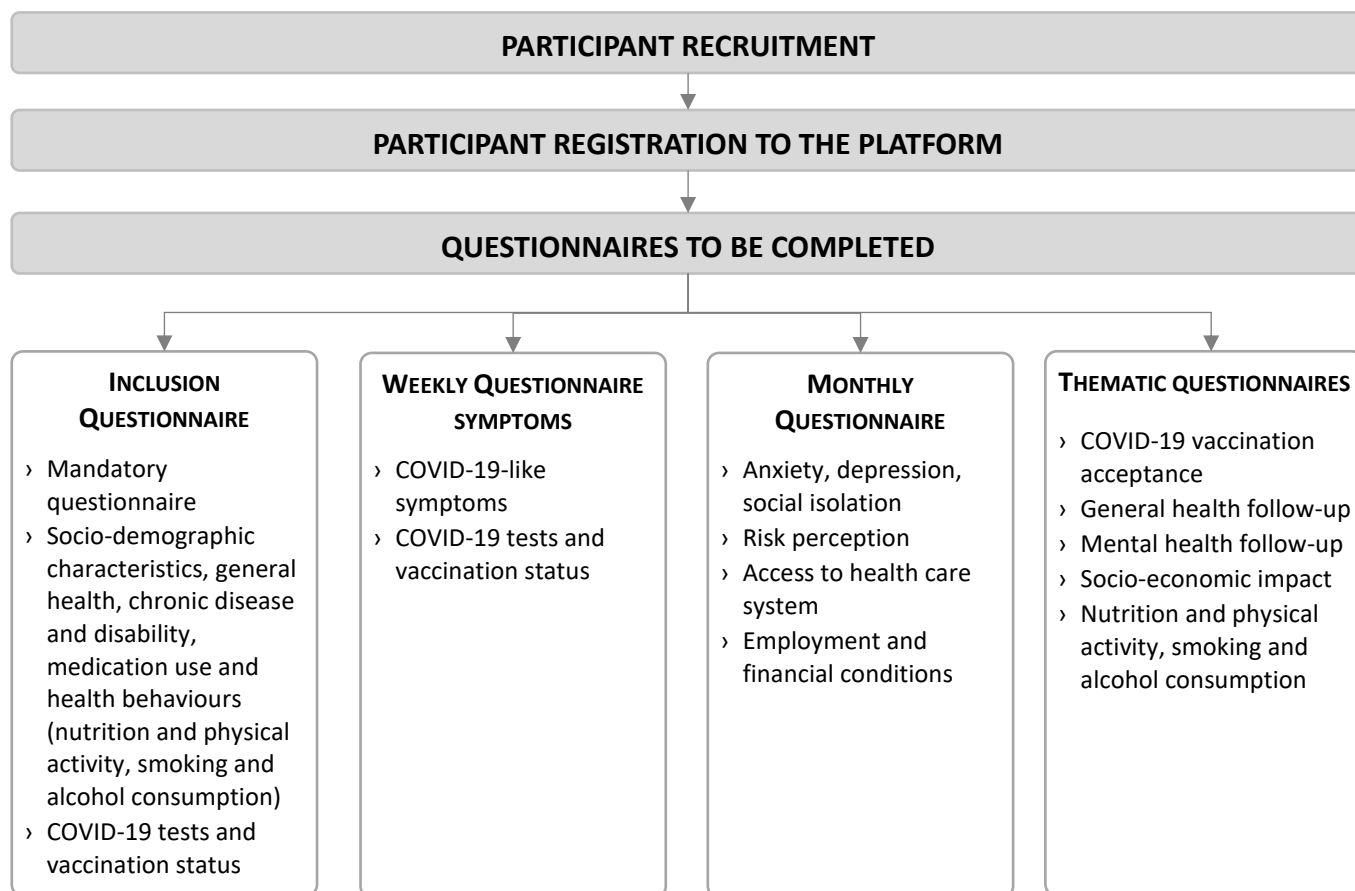 PARTICIPANT RECRUITMENT
PARTICIPANT REGISTRATION TO THE PLATFORM
QUESTIONNAIRES TO BE COMPLETED
INCLUSION
QUESTIONNAIRE
› Mandatory
questionnaire
› Socio-demographic
characteristics, general
health, chronic disease
and disability,
medication use and
health behaviours
(nutrition and physical
activity, smoking and
alcohol consumption)
› COVID-19 tests and
vaccination status
WEEKLY QUESTIONNAIRE
SYMPTOMS
› COVID-19-like
symptoms
› COVID-19 tests and
vaccination status
MONTHLY
QUESTIONNAIRE
› Anxiety, depression,
social isolation
› Risk perception
› Access to health care
system
› Employment and
financial conditions
THEMATIC QUESTIONNAIRES
› COVID-19 vaccination
acceptance
› General health follow-up
› Mental health follow-up
› Socio-economic impact
› Nutrition and physical
activity, smoking and
alcohol consumption